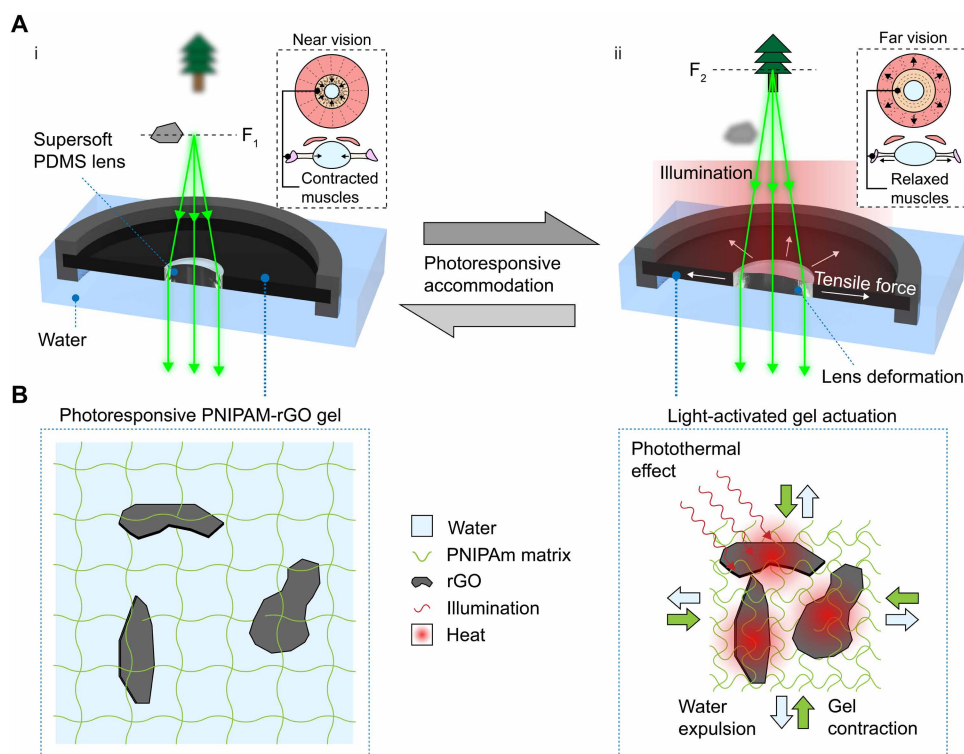 A
i
Near vision
F1
Supersoft
PDMS lens
Contracted
muscles
Water
Photoresponsive
accommodation
ii
Far vision
F2
Illumination
Relaxed
muscles
Tensile force
Lens deformation
B
Photoresponsive PNIPAM-rGO gel
Water
PNIPAm matrix
rGO
Illumination
Heat
Light-activated gel actuation
Photothermal
effect
Water
expulsion
Gel
contraction